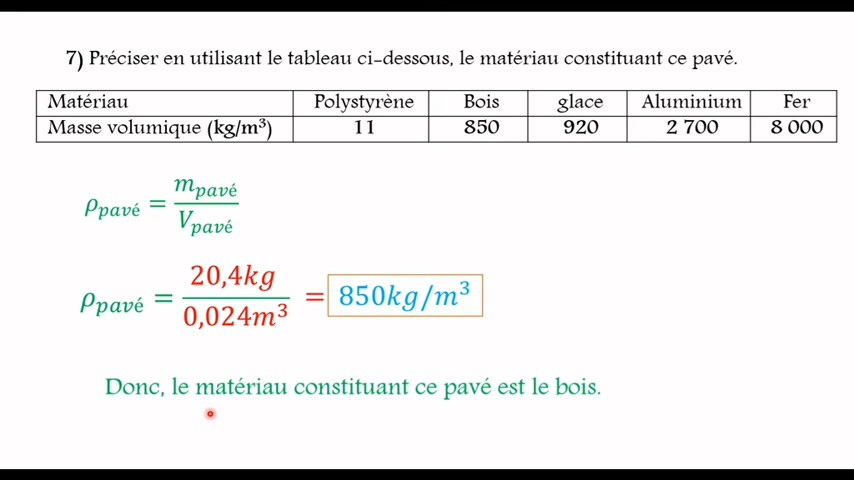 7) Préciser en utilisant le tableau ci-dessous, le matériau constituant ce pavé.
Matériau Polystyrène Bois glace Aluminium Fer
Masse volumique (kg/m³) 11 850 920 2 700 8 000
ρpavé = mpavé / Vpavé
ρpavé = 20,4kg / 0,024m³ = 850kg/m³
Donc, le matériau constituant ce pavé est le bois.